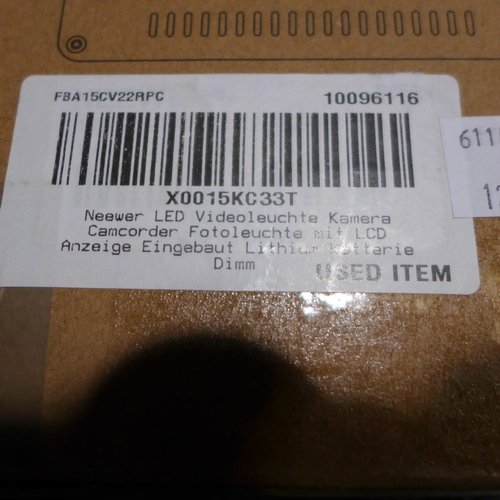 FBA15CV22RPC 10096116
X0015KC33T
Neewer LED Videoleuchte Kamera
Camcorder Fotoleuchte mit LCD
Anzeige Eingebaut Lithium Batterie
Dimm USED ITEM
611